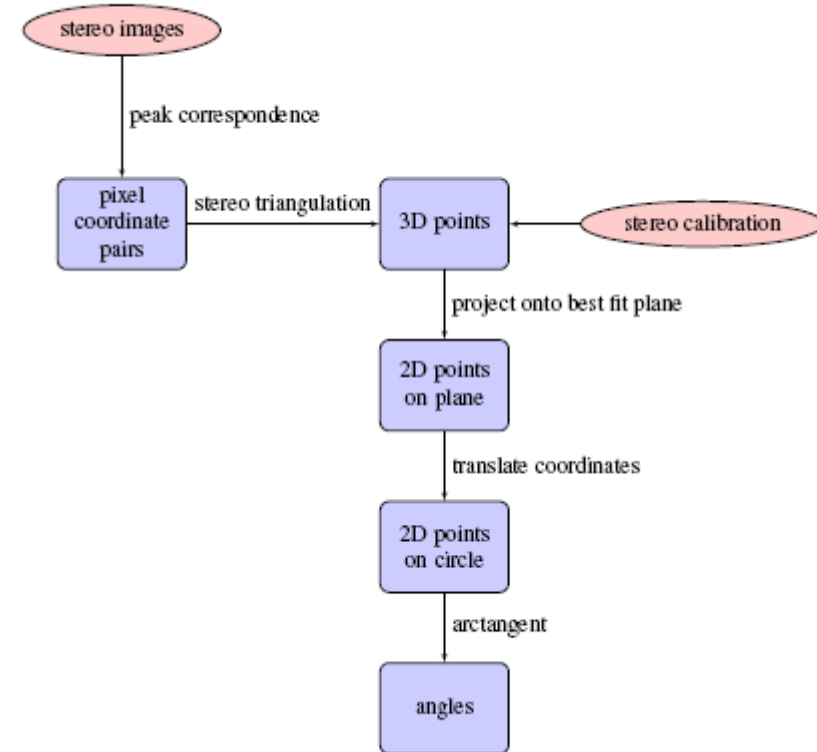 stereo images
peak correspondence
pixel
coordinate
pairs
stereo triangulation
3D points
stereo calibration
project onto best fit plane
2D points
on plane
translate coordinates
2D points
on circle
arctangent
angles